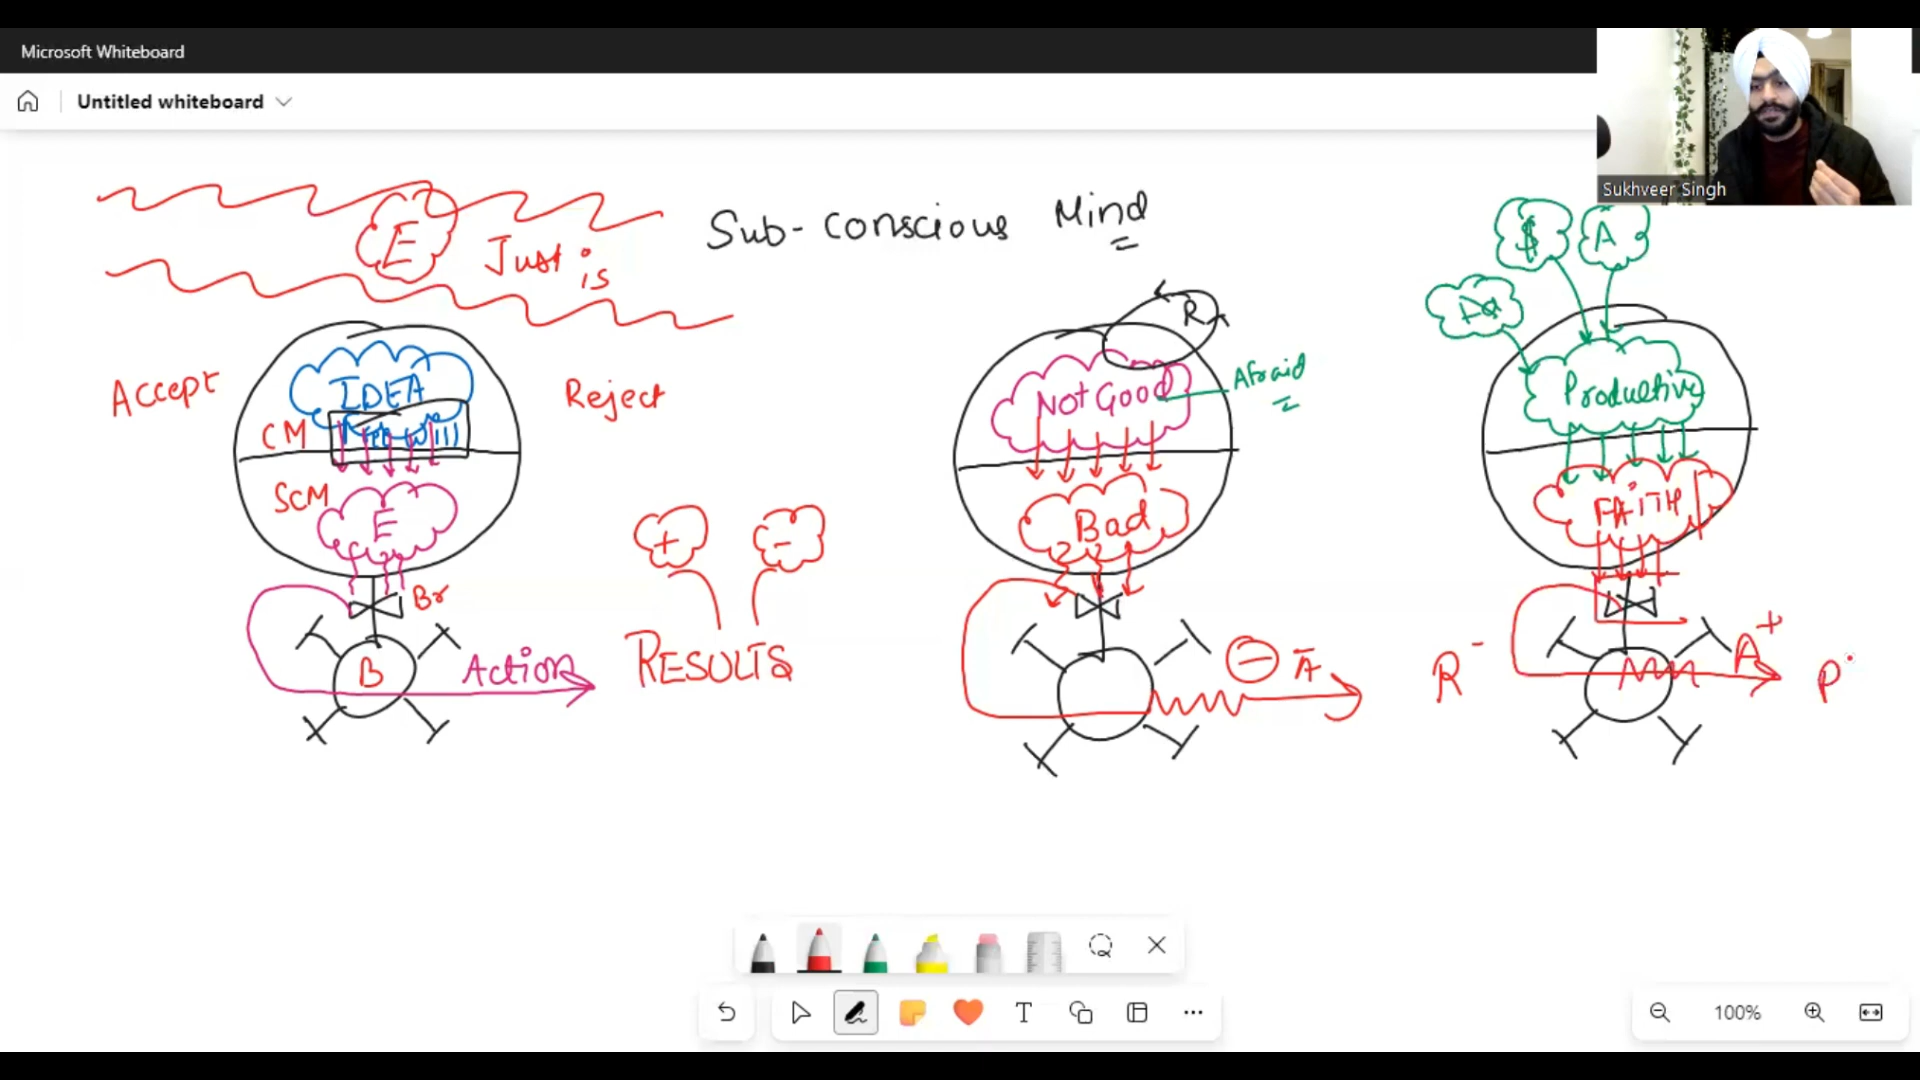 Microsoft Whiteboard
Untitled whiteboard
Sukhveer Singh
Sub-conscious Mind
E Just is
Accept
IDEA
Reject
CM
SCM
E
Br
B
Action
+
-
RESULTS
R
Not Good
Afraid
Bad
- A
R -
$
A
Productive
FAiTH
A+
P
100%